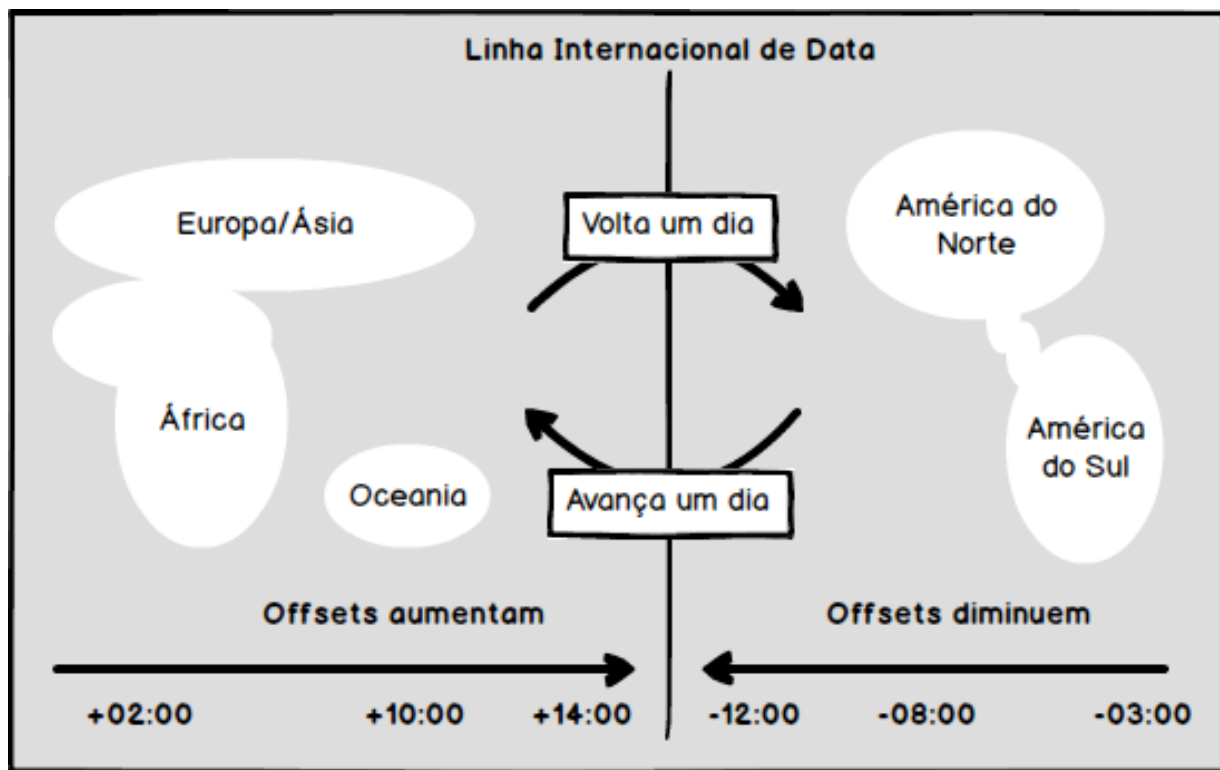 Linha Internacional de Data
Europa/Ásia
Volta um dia
América do
Norte
África
Oceania
Avança um dia
América
do Sul
Offsets aumentam
Offsets diminuem
+02:00
+10:00
+14:00
-12:00
-08:00
-03:00